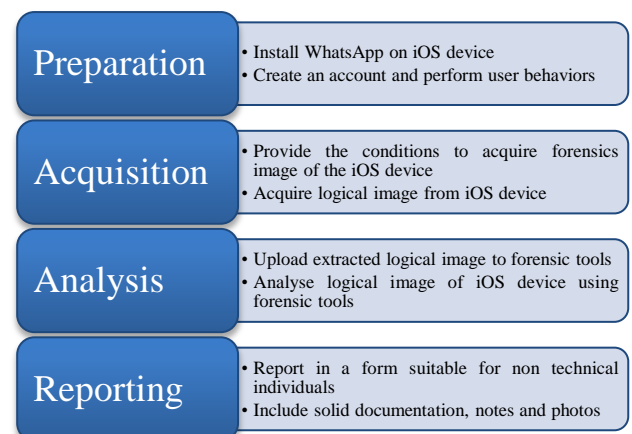 Preparation
• Install WhatsApp on iOS device
• Create an account and perform user behaviors
Acquisition
• Provide the conditions to acquire forensics
image of the iOS device
• Acquire logical image from iOS device
Analysis
• Upload extracted logical image to forensic tools
• Analyse logical image of iOS device using
forensic tools
Reporting
• Report in a form suitable for non technical
individuals
• Include solid documentation, notes and photos